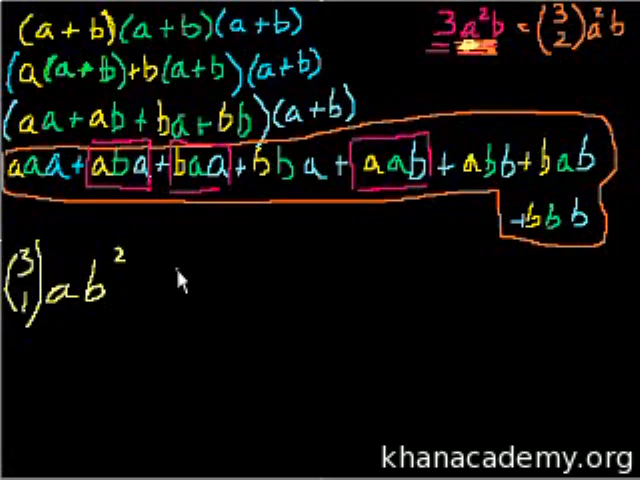 (a+b)(a+b)(a+b)
3a²b = (3 2)a²b
(a(a+b)+b(a+b))(a+b)
(aa+ab+ba+bb)(a+b)
aaa+aba+baa+bba+aab+abb+bab
+bbb
(3 1)ab²
khanacademy.org